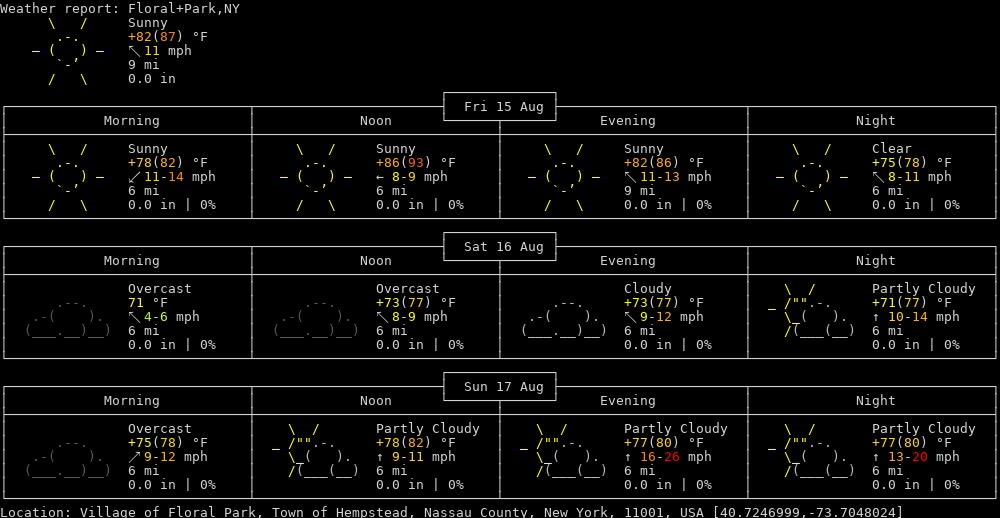 Weather report: Floral+Park,NY
Sunny
+82(87) °F
↖ 11 mph
9 mi
0.0 in
Fri 15 Aug
Morning Noon Evening Night
Sunny Sunny Sunny Clear
+78(82) °F +86(93) °F +82(86) °F +75(78) °F
↙ 11-14 mph ← 8-9 mph ↖ 11-13 mph ↖ 8-11 mph
6 mi 6 mi 9 mi 6 mi
0.0 in | 0% 0.0 in | 0% 0.0 in | 0% 0.0 in | 0%
Sat 16 Aug
Morning Noon Evening Night
Overcast Overcast Cloudy Partly Cloudy
71 °F +73(77) °F +73(77) °F +71(77) °F
↖ 4-6 mph ↖ 8-9 mph ↖ 9-12 mph ↑ 10-14 mph
6 mi 6 mi 6 mi 6 mi
0.0 in | 0% 0.0 in | 0% 0.0 in | 0% 0.0 in | 0%
Sun 17 Aug
Morning Noon Evening Night
Overcast Partly Cloudy Partly Cloudy Partly Cloudy
+75(78) °F +78(82) °F +77(80) °F +77(80) °F
↗ 9-12 mph ↑ 9-11 mph ↑ 16-26 mph ↑ 13-20 mph
6 mi 6 mi 6 mi 6 mi
0.0 in | 0% 0.0 in | 0% 0.0 in | 0% 0.0 in | 0%
Location: Village of Floral Park, Town of Hempstead, Nassau County, New York, 11001, USA [40.7246999,-73.7048024]